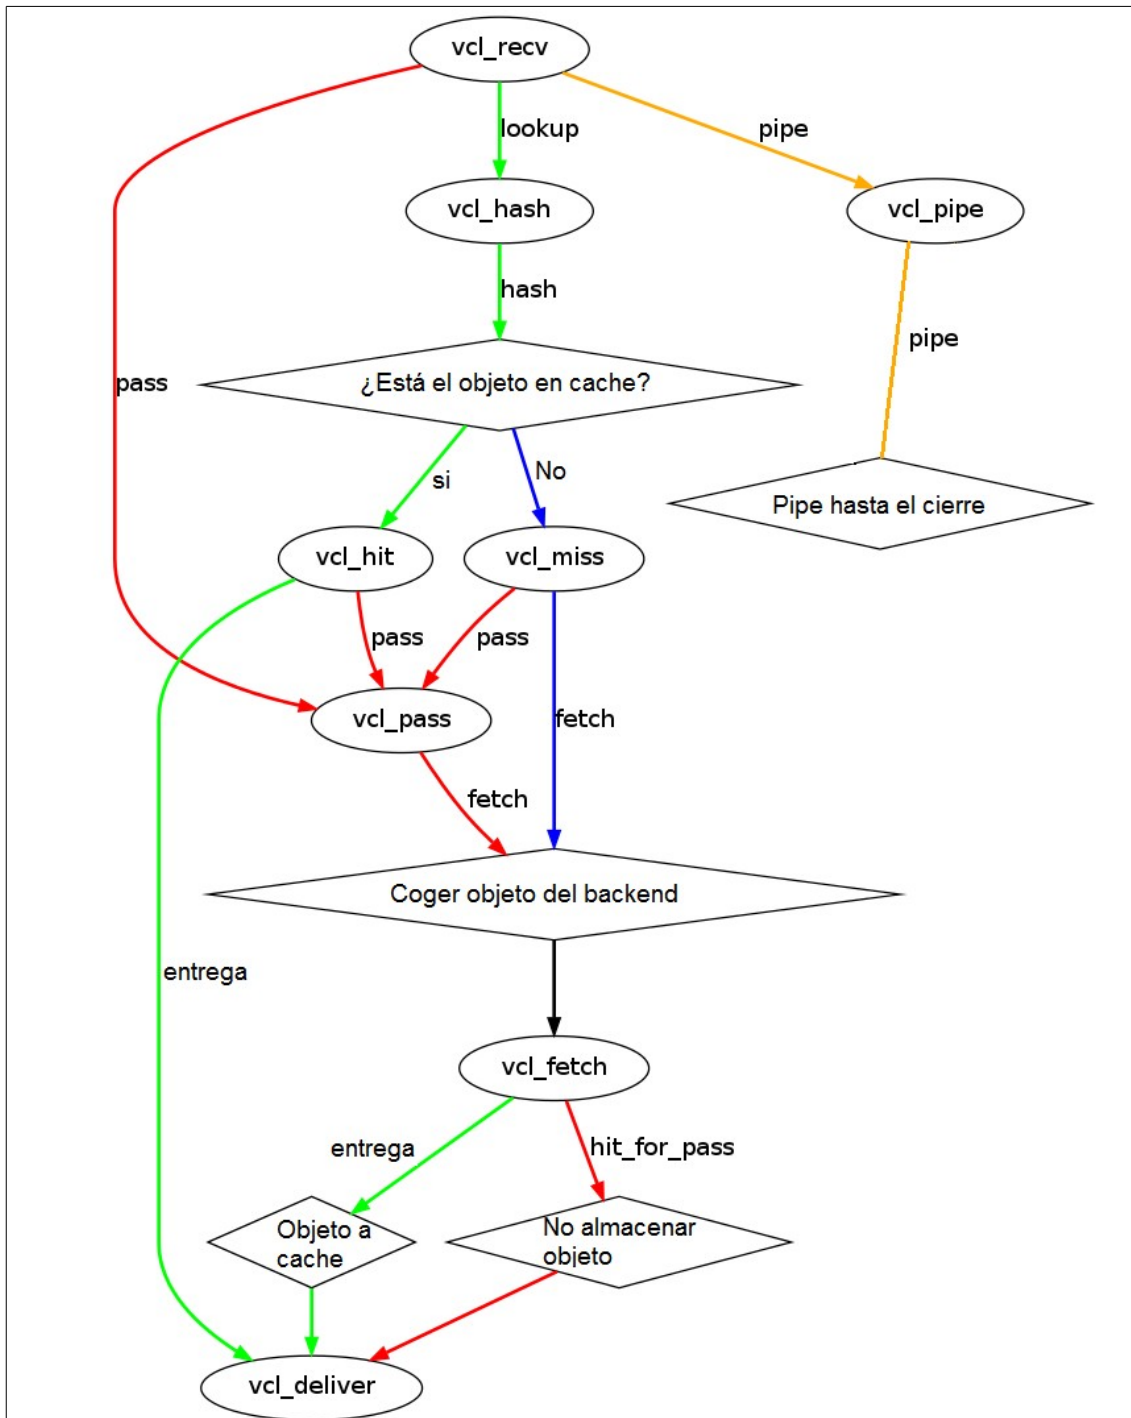 vcl_recv
lookup
pipe
vcl_hash
vcl_pipe
hash
pipe
pass
¿Está el objeto en cache?
si
No
Pipe hasta el cierre
vcl_hit
vcl_miss
pass
pass
vcl_pass
fetch
fetch
Coger objeto del backend
entrega
vcl_fetch
entrega
hit_for_pass
Objeto a
cache
No almacenar
objeto
vcl_deliver